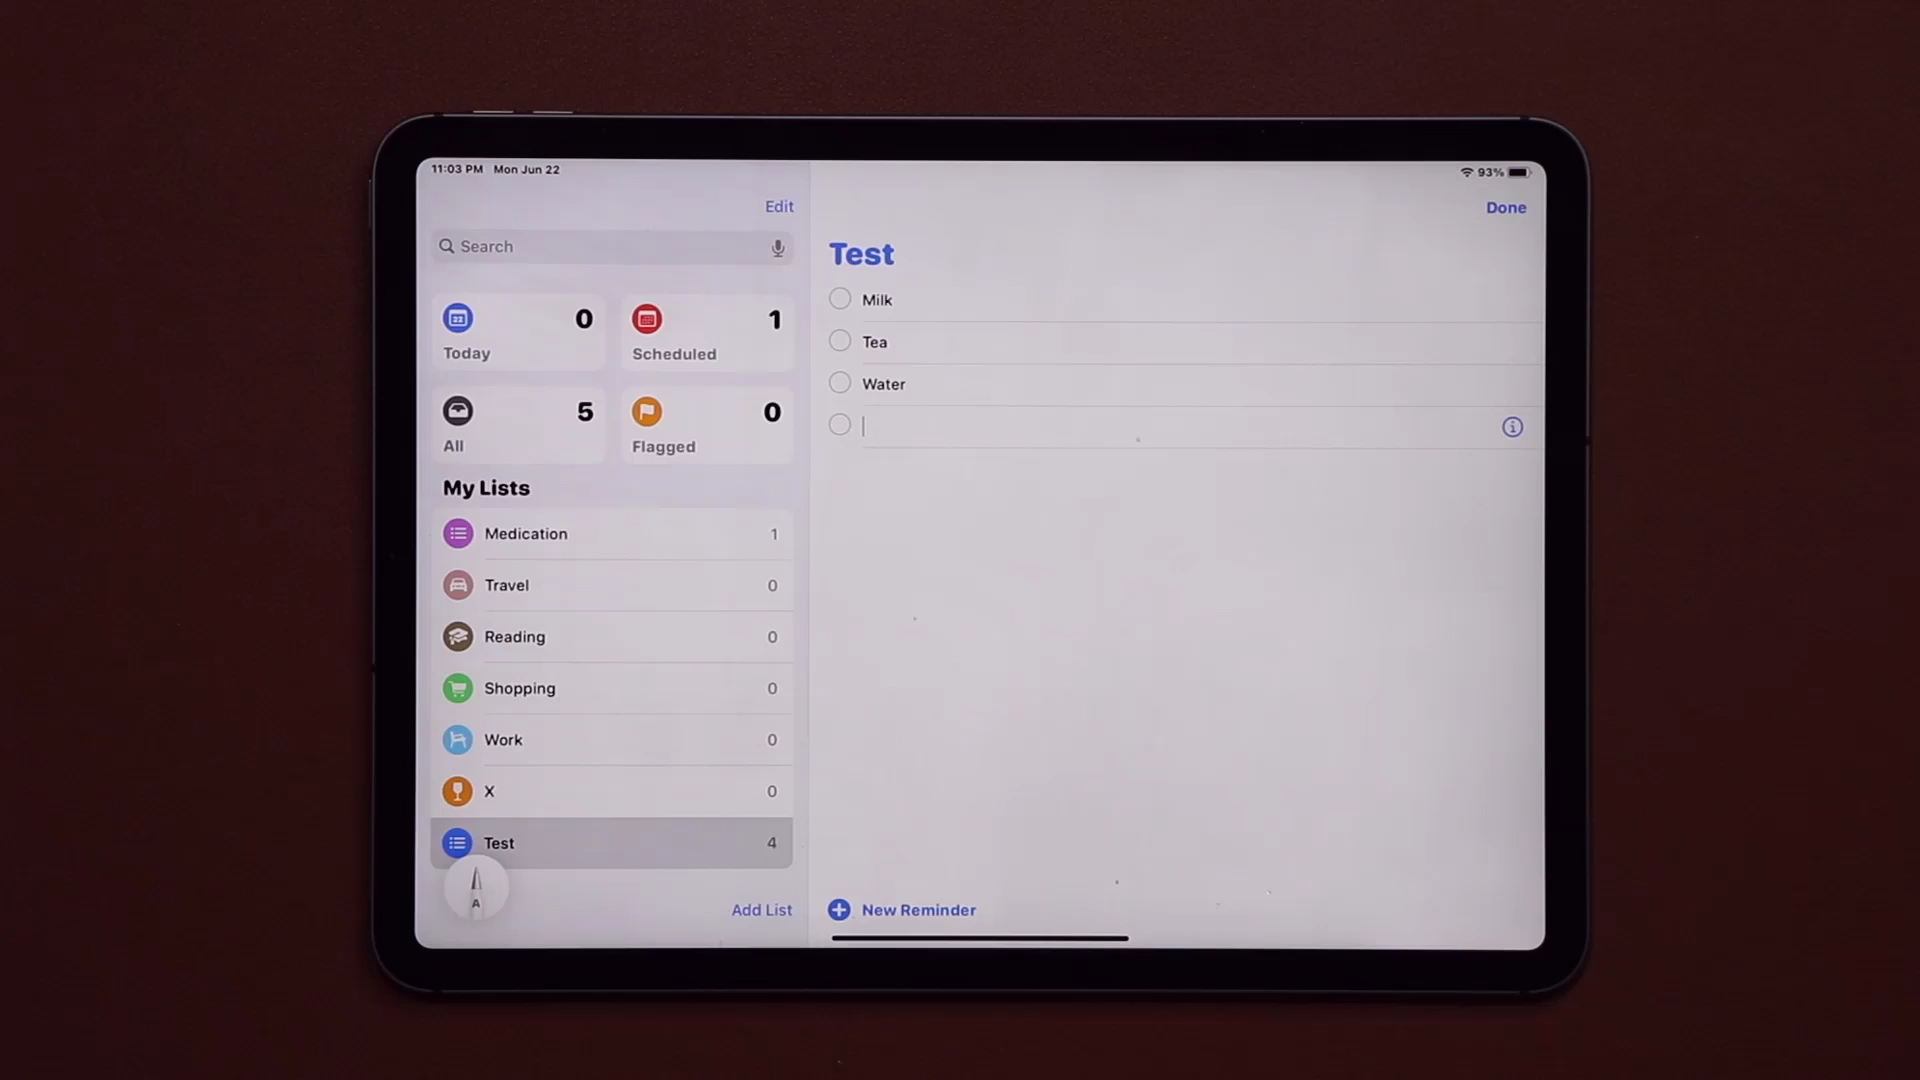 11:03 PM Mon Jun 22
93%
Edit
Done
Search
Test
22
0
Today
1
Scheduled
5
All
0
Flagged
Milk
Tea
Water
My Lists
Medication 1
Travel 0
Reading 0
Shopping 0
Work 0
X 0
Test 4
A
Add List
New Reminder